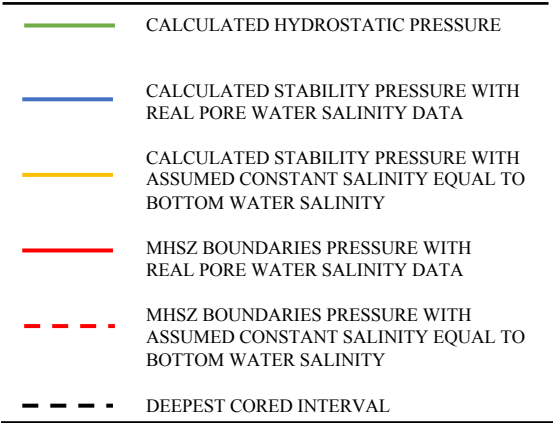 CALCULATED HYDROSTATIC PRESSURE
CALCULATED STABILITY PRESSURE WITH
REAL PORE WATER SALINITY DATA
CALCULATED STABILITY PRESSURE WITH
ASSUMED CONSTANT SALINITY EQUAL TO
BOTTOM WATER SALINITY
MHSZ BOUNDARIES PRESSURE WITH
REAL PORE WATER SALINITY DATA
MHSZ BOUNDARIES PRESSURE WITH
ASSUMED CONSTANT SALINITY EQUAL TO
BOTTOM WATER SALINITY
DEEPEST CORED INTERVAL